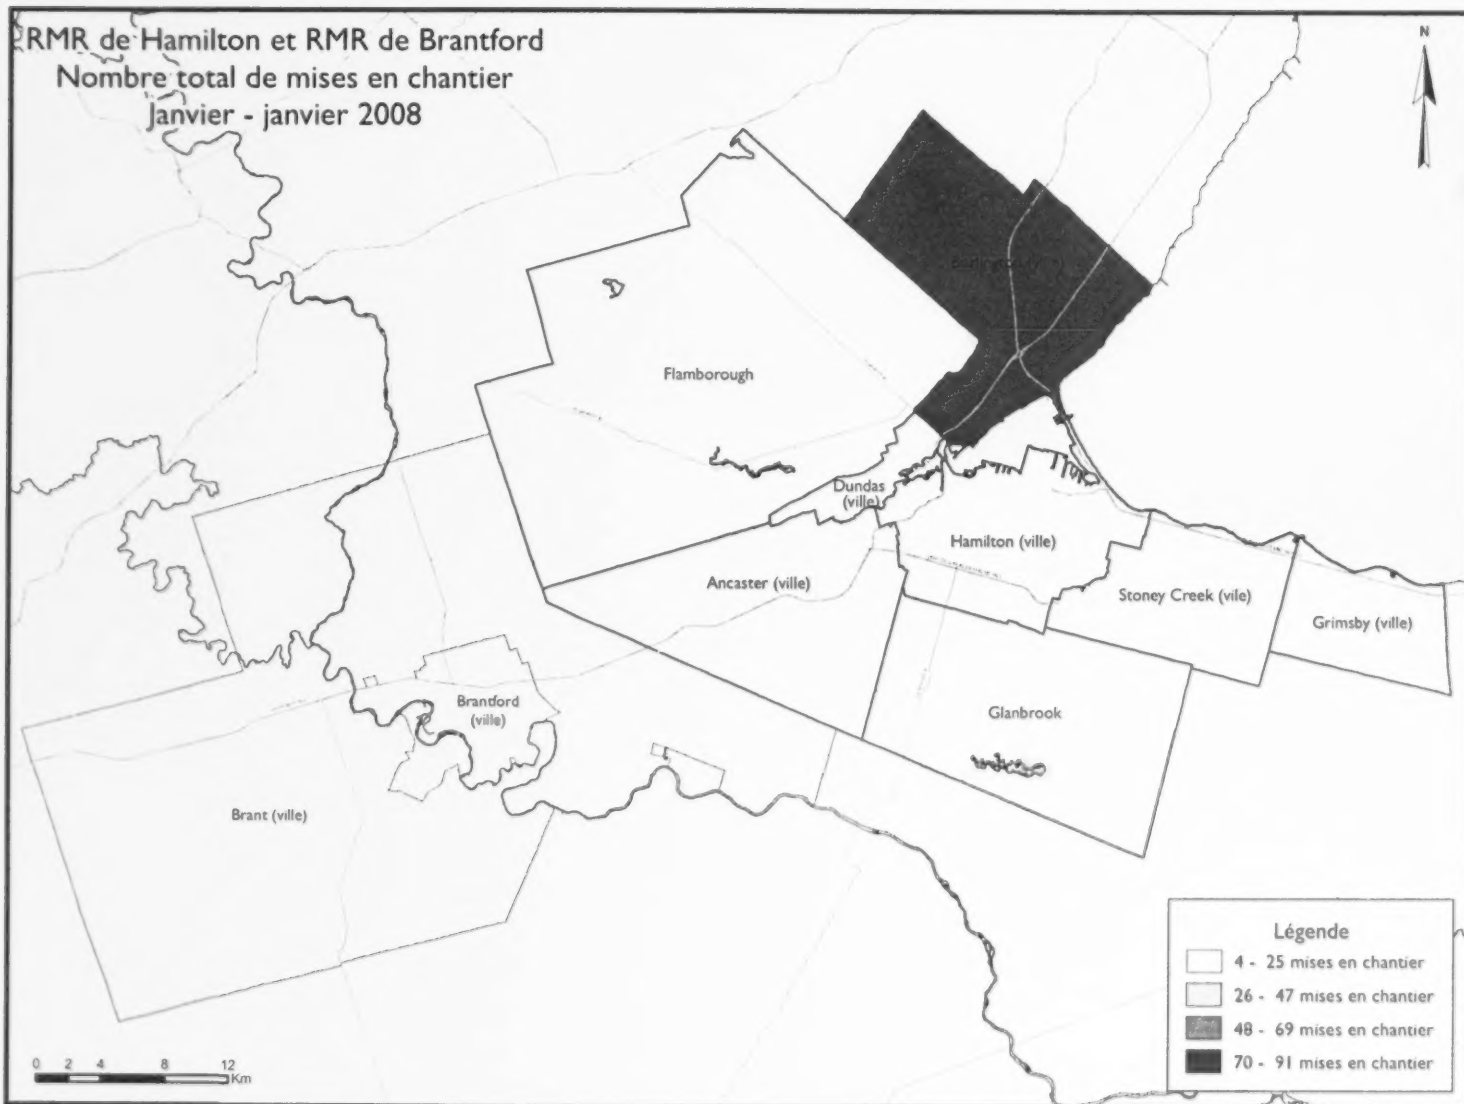 RMR de Hamilton et RMR de Brantford
Nombre total de mises en chantier
Janvier - janvier 2008
N
Burlington
Flamborough
Dundas
(ville)
Hamilton (ville)
Ancaster (ville)
Stoney Creek (vile)
Grimsby (ville)
Brantford
(ville)
Glanbrook
Brant (ville)
Légende
4 - 25 mises en chantier
26 - 47 mises en chantier
48 - 69 mises en chantier
70 - 91 mises en chantier
0 2 4 8 12
Km